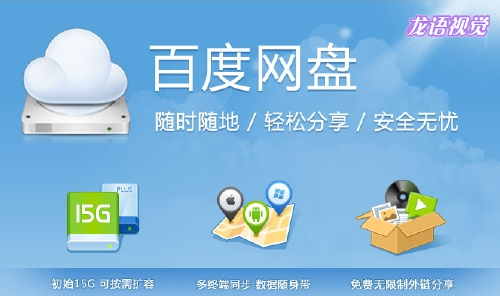 龙语视觉
百度网盘
随时随地 / 轻松分享 / 安全无忧
PLUS
15G
初始15G 可按需扩容
多终端同步 数据随身带
免费无限制外链分享